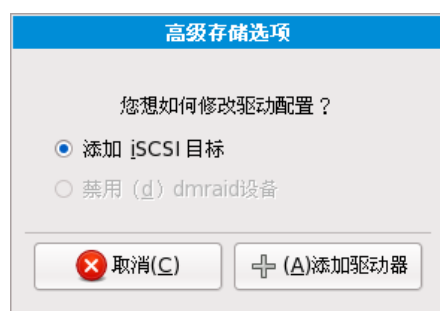 高级存储选项
您想如何修改驱动配置？
添加 iSCSI 目标
禁用 (d) dmraid设备
取消(C)
(A)添加驱动器